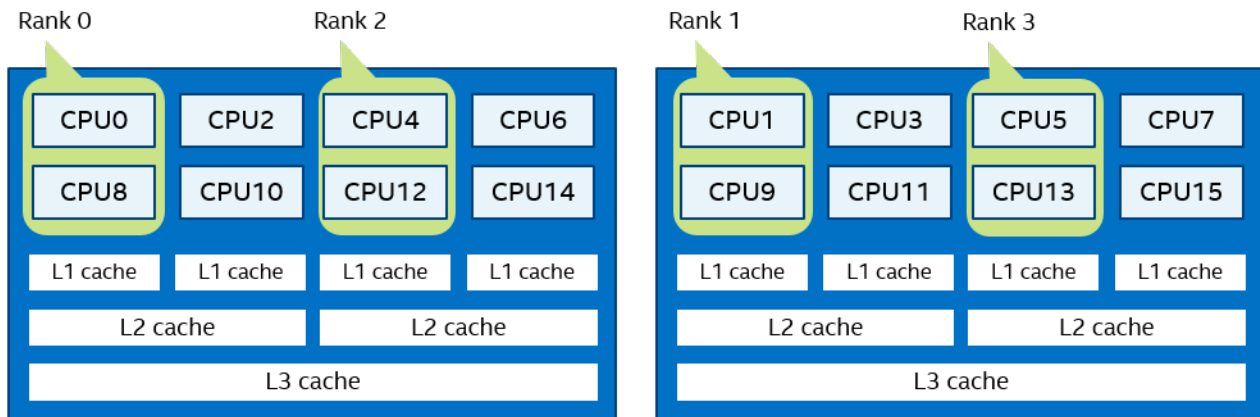 Rank 0
Rank 2
Rank 1
Rank 3
CPU0
CPU2
CPU4
CPU6
CPU8
CPU10
CPU12
CPU14
L1 cache
L1 cache
L1 cache
L1 cache
L2 cache
L2 cache
L3 cache
CPU1
CPU3
CPU5
CPU7
CPU9
CPU11
CPU13
CPU15
L1 cache
L1 cache
L1 cache
L1 cache
L2 cache
L2 cache
L3 cache